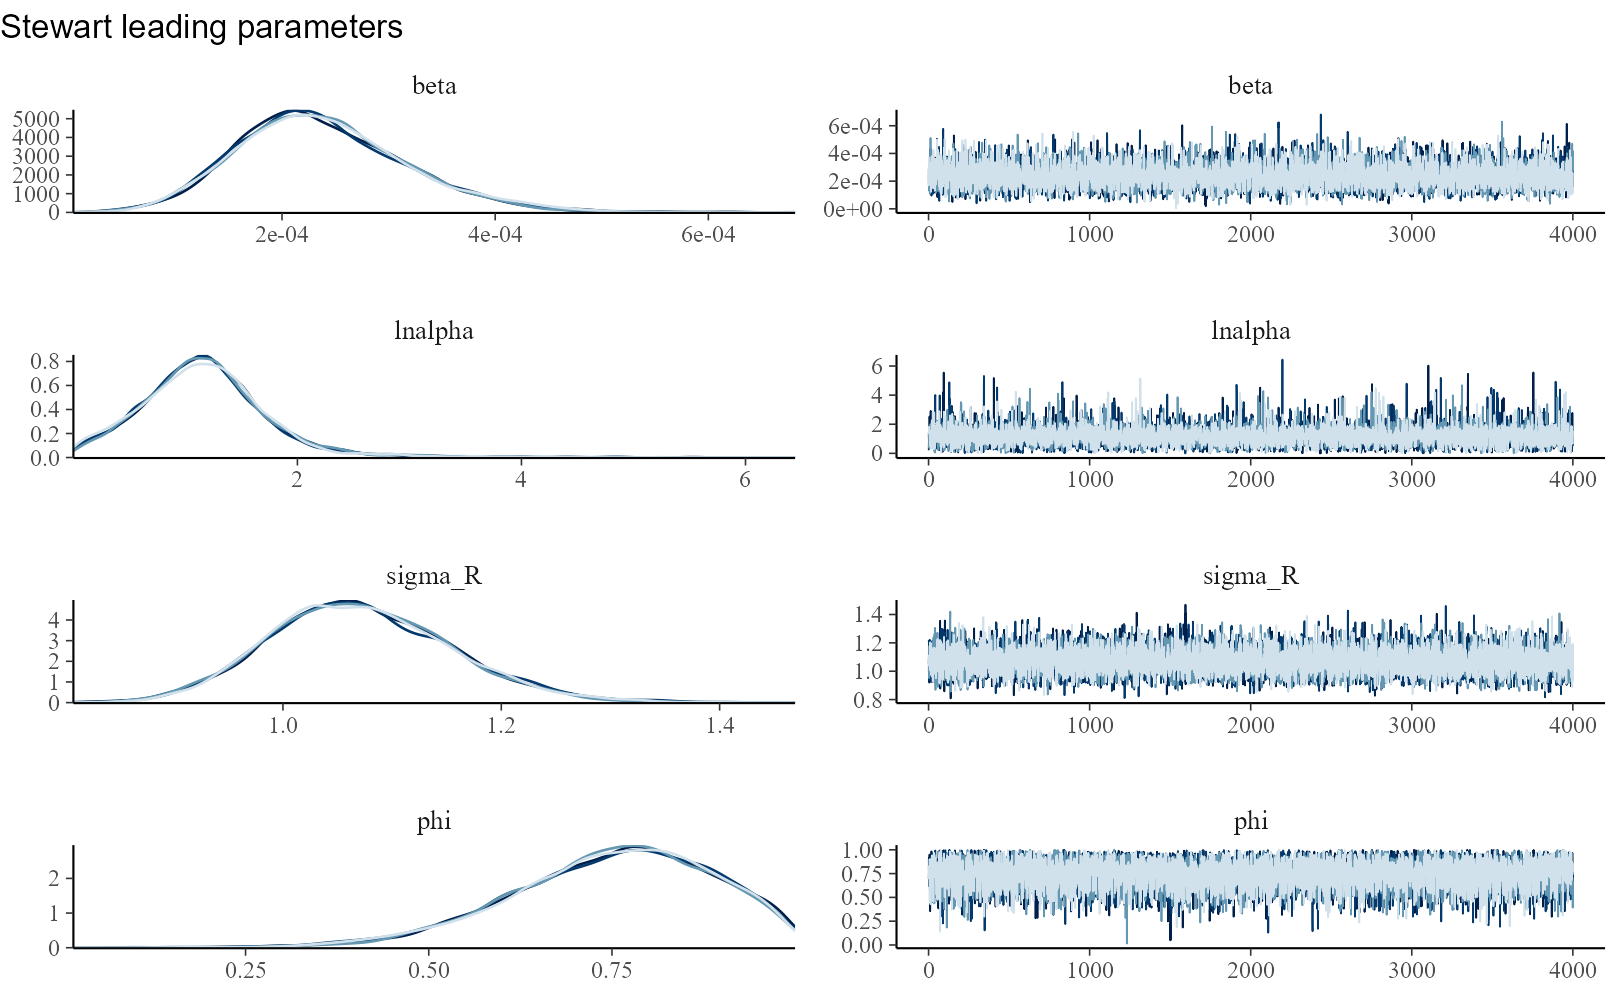 Stewart leading parameters
beta
5000
4000
3000
2000
1000
0
2e-04 4e-04 6e-04
beta
6e-04
4e-04
2e-04
0e+00
0 1000 2000 3000 4000
lnalpha
0.8
0.6
0.4
0.2
0.0
2 4 6
lnalpha
6
4
2
0
0 1000 2000 3000 4000
sigma_R
4
3
2
1
0
1.0 1.2 1.4
sigma_R
1.4
1.2
1.0
0.8
0 1000 2000 3000 4000
phi
2
1
0
0.25 0.50 0.75
phi
1.00
0.75
0.50
0.25
0.00
0 1000 2000 3000 4000